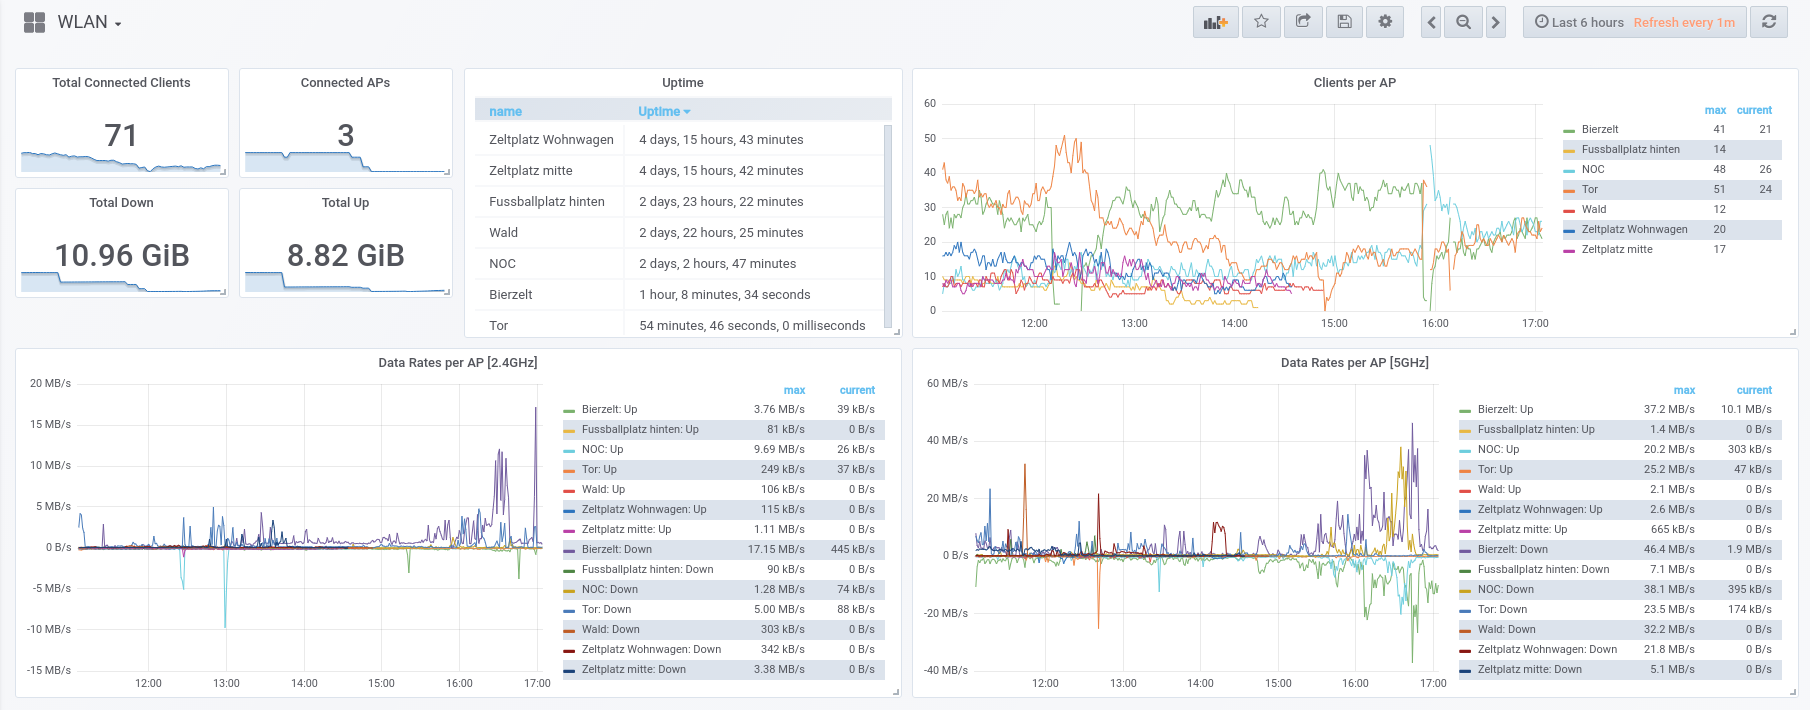 WLAN
Last 6 hours Refresh every 1m
Total Connected Clients
71
Connected APs
3
Total Down
10.96 GiB
Total Up
8.82 GiB
Uptime
name Uptime
Zeltplatz Wohnwagen 4 days, 15 hours, 43 minutes
Zeltplatz mitte 4 days, 15 hours, 42 minutes
Fussballplatz hinten 2 days, 23 hours, 22 minutes
Wald 2 days, 22 hours, 25 minutes
NOC 2 days, 2 hours, 47 minutes
Bierzelt 1 hour, 8 minutes, 34 seconds
Tor 54 minutes, 46 seconds, 0 milliseconds
Clients per AP
60
50
40
30
20
10
0
12:00 13:00 14:00 15:00 16:00 17:00
max current
Bierzelt 41 21
Fussballplatz hinten 14
NOC 48 26
Tor 51 24
Wald 12
Zeltplatz Wohnwagen 20
Zeltplatz mitte 17
Data Rates per AP [2.4GHz]
20 MB/s
15 MB/s
10 MB/s
5 MB/s
0 B/s
-5 MB/s
-10 MB/s
-15 MB/s
12:00 13:00 14:00 15:00 16:00 17:00
max current
Bierzelt: Up 3.76 MB/s 39 kB/s
Fussballplatz hinten: Up 81 kB/s 0 B/s
NOC: Up 9.69 MB/s 26 kB/s
Tor: Up 249 kB/s 37 kB/s
Wald: Up 106 kB/s 0 B/s
Zeltplatz Wohnwagen: Up 115 kB/s 0 B/s
Zeltplatz mitte: Up 1.11 MB/s 0 B/s
Bierzelt: Down 17.15 MB/s 445 kB/s
Fussballplatz hinten: Down 90 kB/s 0 B/s
NOC: Down 1.28 MB/s 74 kB/s
Tor: Down 5.00 MB/s 88 kB/s
Wald: Down 303 kB/s 0 B/s
Zeltplatz Wohnwagen: Down 342 kB/s 0 B/s
Zeltplatz mitte: Down 3.38 MB/s 0 B/s
Data Rates per AP [5GHz]
60 MB/s
40 MB/s
20 MB/s
0 B/s
-20 MB/s
-40 MB/s
12:00 13:00 14:00 15:00 16:00 17:00
max current
Bierzelt: Up 37.2 MB/s 10.1 MB/s
Fussballplatz hinten: Up 1.4 MB/s 0 B/s
NOC: Up 20.2 MB/s 303 kB/s
Tor: Up 25.2 MB/s 47 kB/s
Wald: Up 2.1 MB/s 0 B/s
Zeltplatz Wohnwagen: Up 2.6 MB/s 0 B/s
Zeltplatz mitte: Up 665 kB/s 0 B/s
Bierzelt: Down 46.4 MB/s 1.9 MB/s
Fussballplatz hinten: Down 7.1 MB/s 0 B/s
NOC: Down 38.1 MB/s 395 kB/s
Tor: Down 23.5 MB/s 174 kB/s
Wald: Down 32.2 MB/s 0 B/s
Zeltplatz Wohnwagen: Down 21.8 MB/s 0 B/s
Zeltplatz mitte: Down 5.1 MB/s 0 B/s